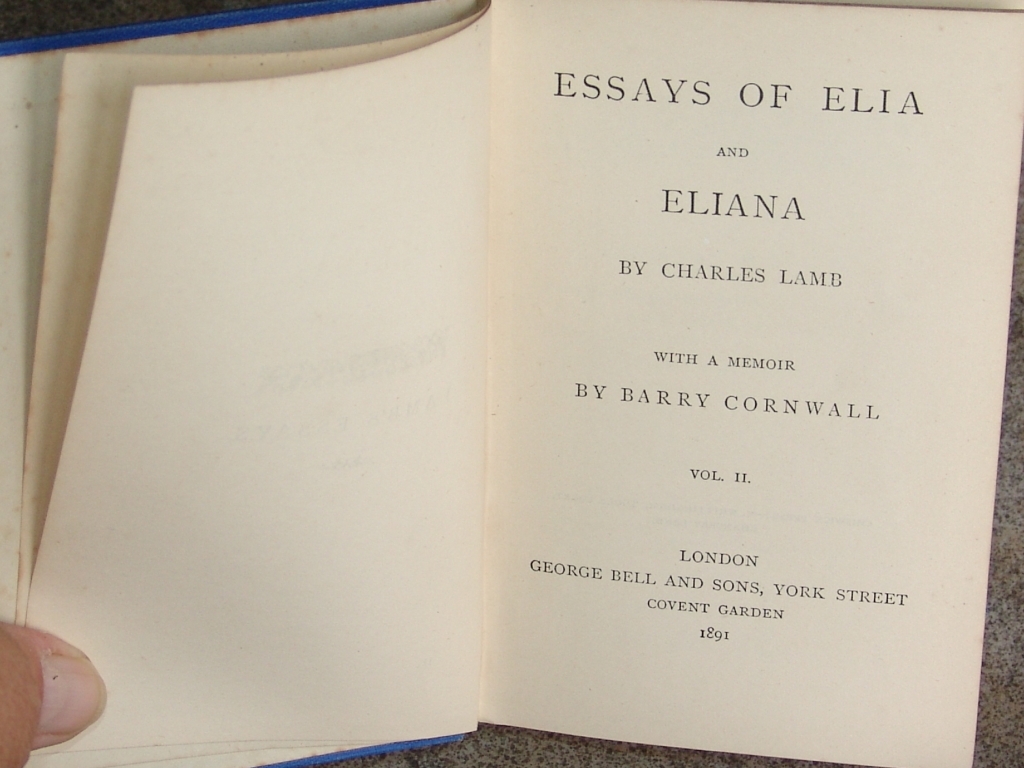 ESSAYS OF ELIA
AND
ELIANA
BY CHARLES LAMB
WITH A MEMOIR
BY BARRY CORNWALL
VOL. II.
LONDON
GEORGE BELL AND SONS, YORK STREET
COVENT GARDEN
1891